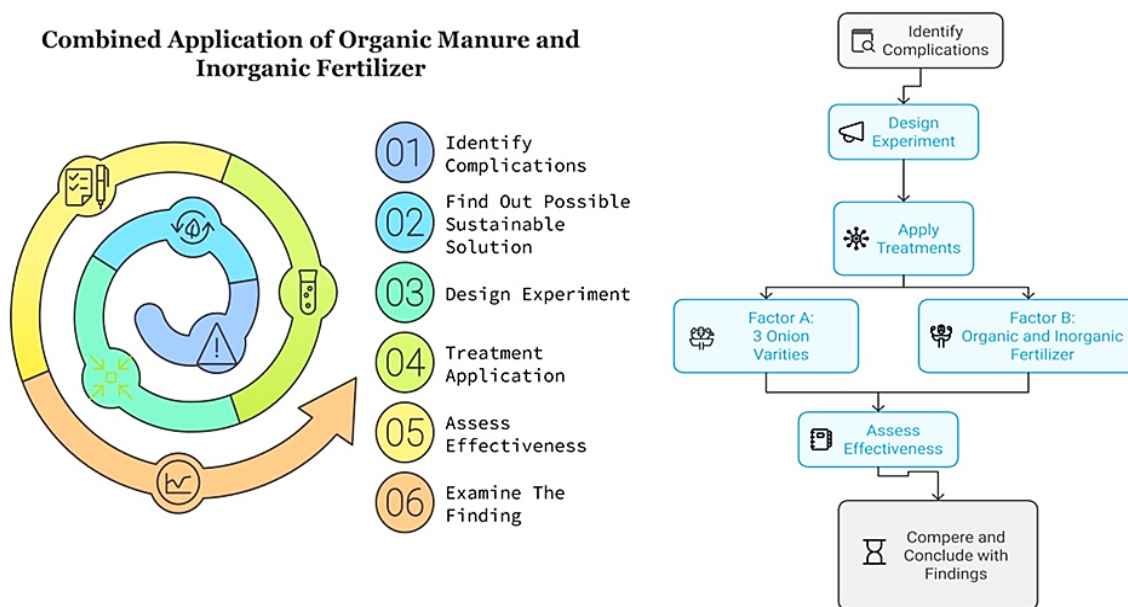 Combined Application of Organic Manure and
Inorganic Fertilizer
01
Identify
Complications
02
Find Out Possible
Sustainable
Solution
03
Design Experiment
04
Treatment
Application
05
Assess
Effectiveness
06
Examine The
Finding
Identify
Complications
Design
Experiment
Apply
Treatments
Factor A:
3 Onion
Varities
Factor B:
Organic and Inorganic
Fertilizer
Assess
Effectiveness
Compere and
Conclude with
Findings